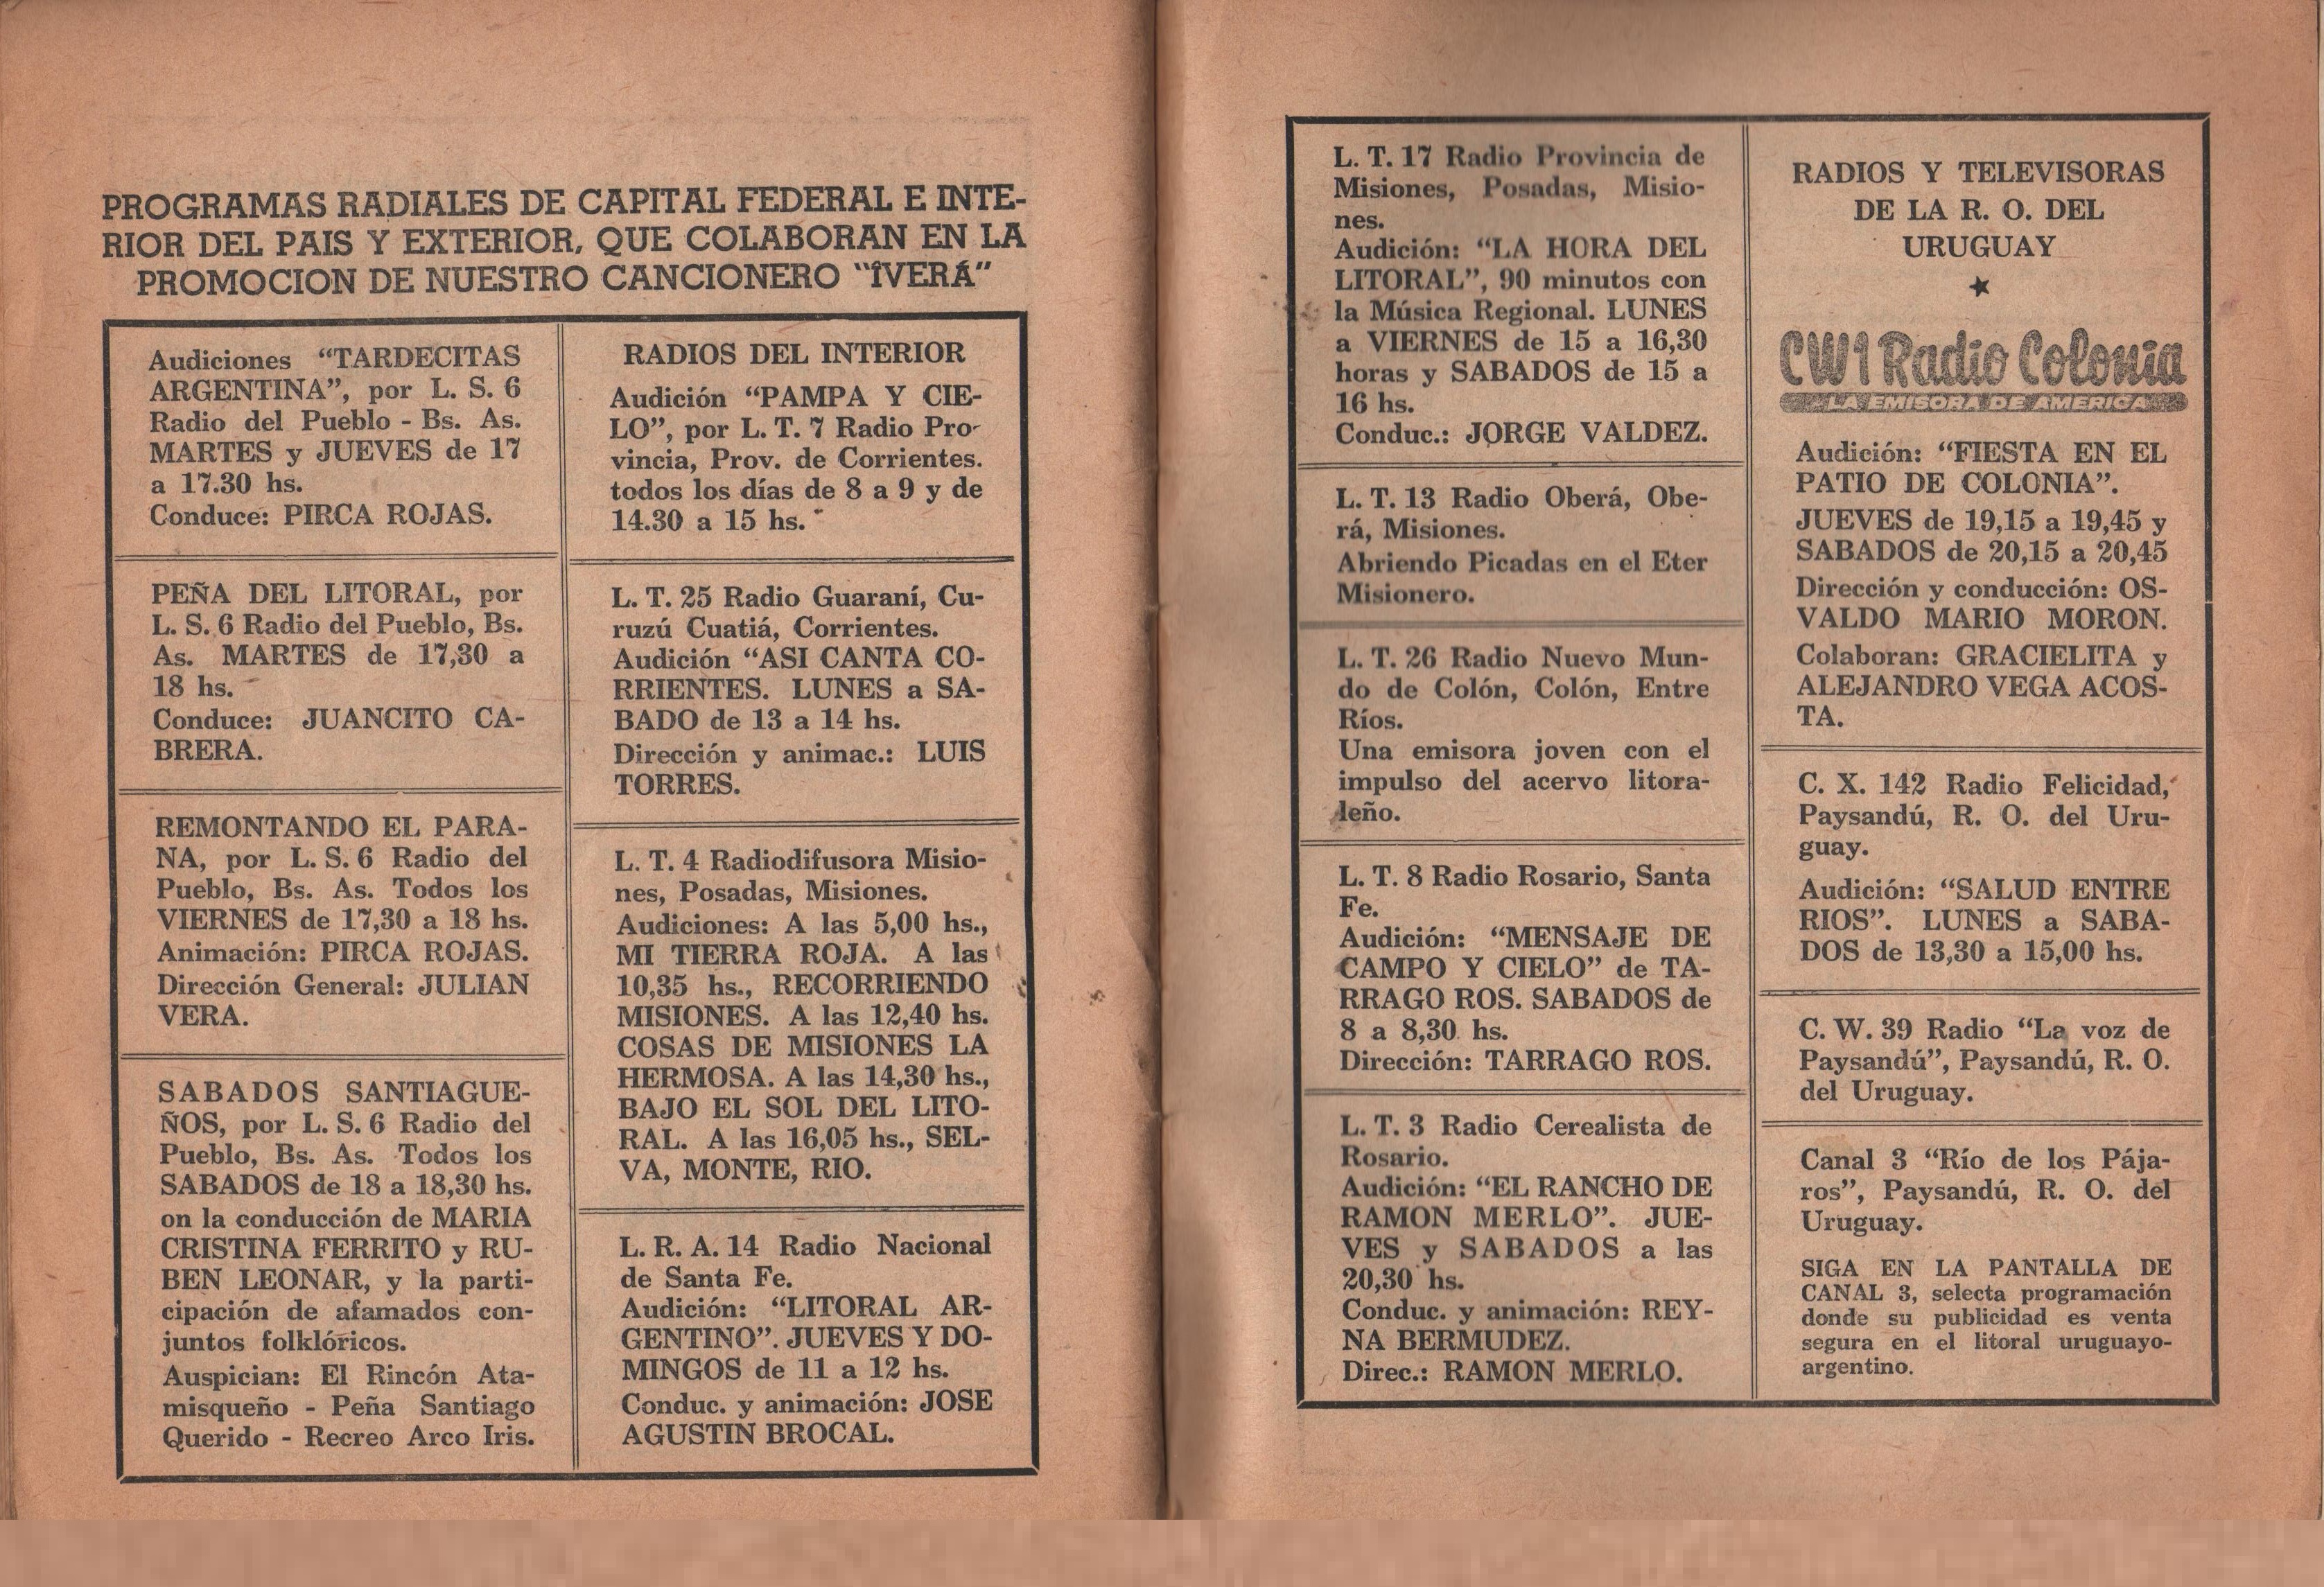 PROGRAMAS RADIALES DE CAPITAL FEDERAL E INTE-
RIOR DEL PAIS Y EXTERIOR, QUE COLABORAN EN LA
PROMOCION DE NUESTRO CANCIONERO "ÎVERÁ"
Audiciones "TARDECITAS
ARGENTINA", por L. S. 6
Radio del Pueblo - Bs. As.
MARTES y JUEVES de 17
a 17.30 hs.
Conduce: PIRCA ROJAS.
PEÑA DEL LITORAL, por
L. S. 6 Radio del Pueblo, Bs.
As. MARTES de 17,30 a
18 hs.
Conduce: JUANCITO CA-
BRERA.
REMONTANDO EL PARA-
NA, por L. S. 6 Radio del
Pueblo, Bs. As. Todos los
VIERNES de 17,30 a 18 hs.
Animación: PIRCA ROJAS.
Dirección General: JULIAN
VERA.
SABADOS SANTIAGUE-
ÑOS, por L. S. 6 Radio del
Pueblo, Bs. As. Todos los
SABADOS de 18 a 18,30 hs.
on la conducción de MARIA
CRISTINA FERRITO y RU-
BEN LEONAR, y la parti-
cipación de afamados con-
juntos folklóricos.
Auspician: El Rincón Ata-
misqueño - Peña Santiago
Querido - Recreo Arco Iris.
RADIOS DEL INTERIOR
Audición "PAMPA Y CIE-
LO", por L. T. 7 Radio Pro-
vincia, Prov. de Corrientes.
todos los días de 8 a 9 y de
14.30 a 15 hs.
L. T. 25 Radio Guaraní, Cu-
ruzú Cuatiá, Corrientes.
Audición "ASI CANTA CO-
RRIENTES. LUNES a SA-
BADO de 13 a 14 hs.
Dirección y animac.: LUIS
TORRES.
L. T. 4 Radiodifusora Misio-
nes, Posadas, Misiones.
Audiciones: A las 5,00 hs.,
MI TIERRA ROJA. A las
10,35 hs., RECORRIENDO
MISIONES. A las 12,40 hs.
COSAS DE MISIONES LA
HERMOSA. A las 14,30 hs.,
BAJO EL SOL DEL LITO-
RAL. A las 16,05 hs., SEL-
VA, MONTE, RIO.
L. R. A. 14 Radio Nacional
de Santa Fe.
Audición: "LITORAL AR-
GENTINO". JUEVES Y DO-
MINGOS de 11 a 12 hs.
Conduc. y animación: JOSE
AGUSTIN BROCAL.
L. T. 17 Radio Provincia de
Misiones, Posadas, Misio-
nes.
Audición: "LA HORA DEL
LITORAL", 90 minutos con
la Música Regional. LUNES
a VIERNES de 15 a 16,30
horas y SABADOS de 15 a
16 hs.
Conduc.: JORGE VALDEZ.
L. T. 13 Radio Oberá, Obe-
rá, Misiones.
Abriendo Picadas en el Eter
Misionero.
L. T. 26 Radio Nuevo Mun-
do de Colón, Colón, Entre
Ríos.
Una emisora joven con el
impulso del acervo litora-
leño.
L. T. 8 Radio Rosario, Santa
Fe.
Audición: "MENSAJE DE
CAMPO Y CIELO" de TA-
RRAGO ROS. SABADOS de
8 a 8,30 hs.
Dirección: TARRAGO ROS.
L. T. 3 Radio Cerealista de
Rosario.
Audición: "EL RANCHO DE
RAMON MERLO". JUE-
VES y SABADOS a las
20,30 hs.
Conduc. y animación: REY-
NA BERMUDEZ.
Direc.: RAMON MERLO.
RADIOS Y TELEVISORAS
DE LA R. O. DEL
URUGUAY
CW1 Radio Colonia
LA EMISORA DE AMERICA
Audición: "FIESTA EN EL
PATIO DE COLONIA".
JUEVES de 19,15 a 19,45 y
SABADOS de 20,15 a 20,45
Dirección y conducción: OS-
VALDO MARIO MORON.
Colaboran: GRACIELITA y
ALEJANDRO VEGA ACOS-
TA.
C. X. 142 Radio Felicidad,
Paysandú, R. O. del Uru-
guay.
Audición: "SALUD ENTRE
RIOS". LUNES a SABA-
DOS de 13,30 a 15,00 hs.
C. W. 39 Radio "La voz de
Paysandú", Paysandú, R. O.
del Uruguay.
Canal 3 "Río de los Pája-
ros", Paysandú, R. O. del
Uruguay.
SIGA EN LA PANTALLA DE
CANAL 3, selecta programación
donde su publicidad es venta
segura en el litoral uruguayo-
argentino.